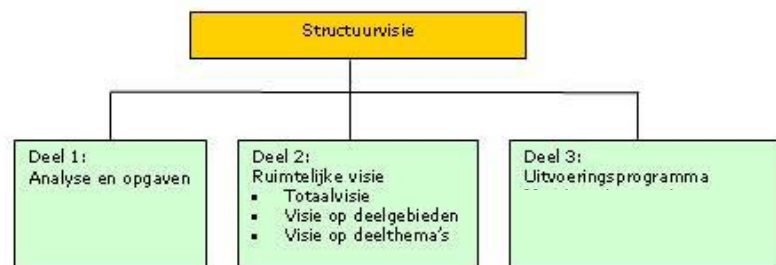 Structuurvisie
Deel 1:
Analyse en opgaven
Deel 2:
Ruimtelijke visie
▪ Totaalvisie
▪ Visie op deelgebieden
▪ Visie op deelthema's
Deel 3:
Uitvoeringsprogramma